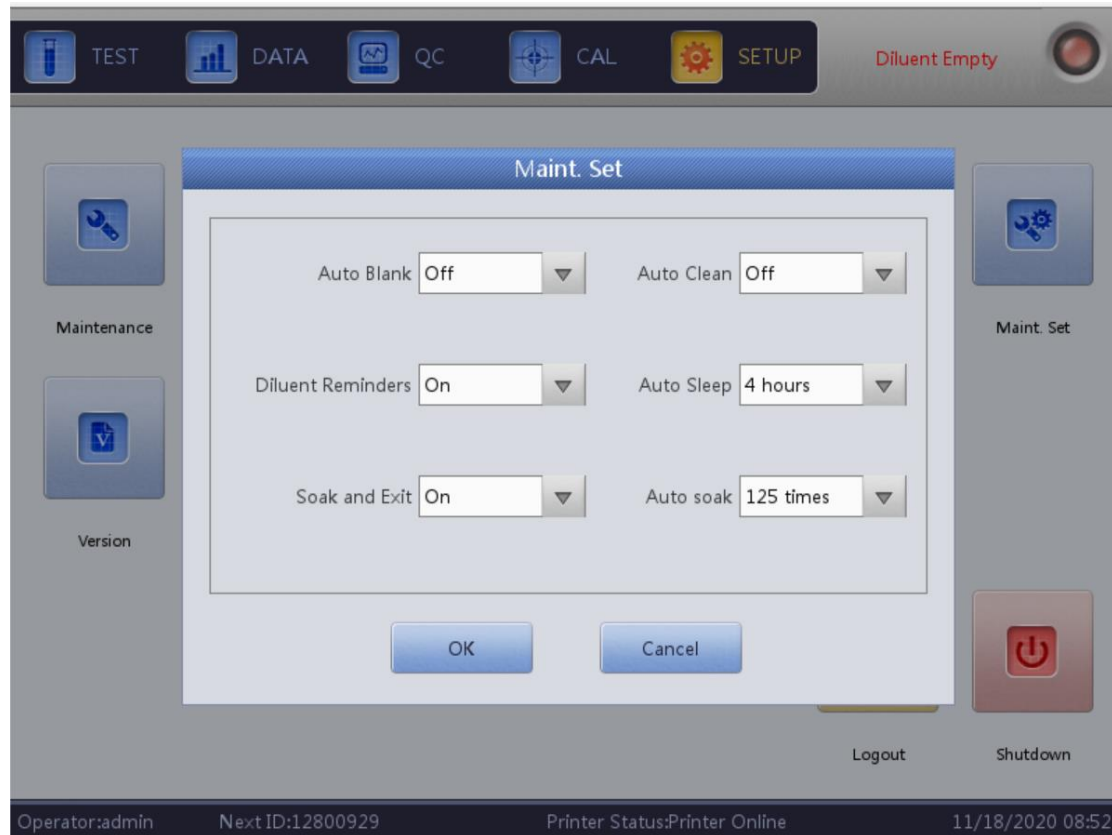 TEST DATA QC CAL SETUP Diluent Empty
Maint. Set
Auto Blank Off Auto Clean Off
Maintenance Maint. Set
Diluent Reminders On Auto Sleep 4 hours
V
Soak and Exit On Auto soak 125 times
Version
OK Cancel
Logout Shutdown
Operator:admin Next ID:12800929 Printer Status:Printer Online 11/18/2020 08:52